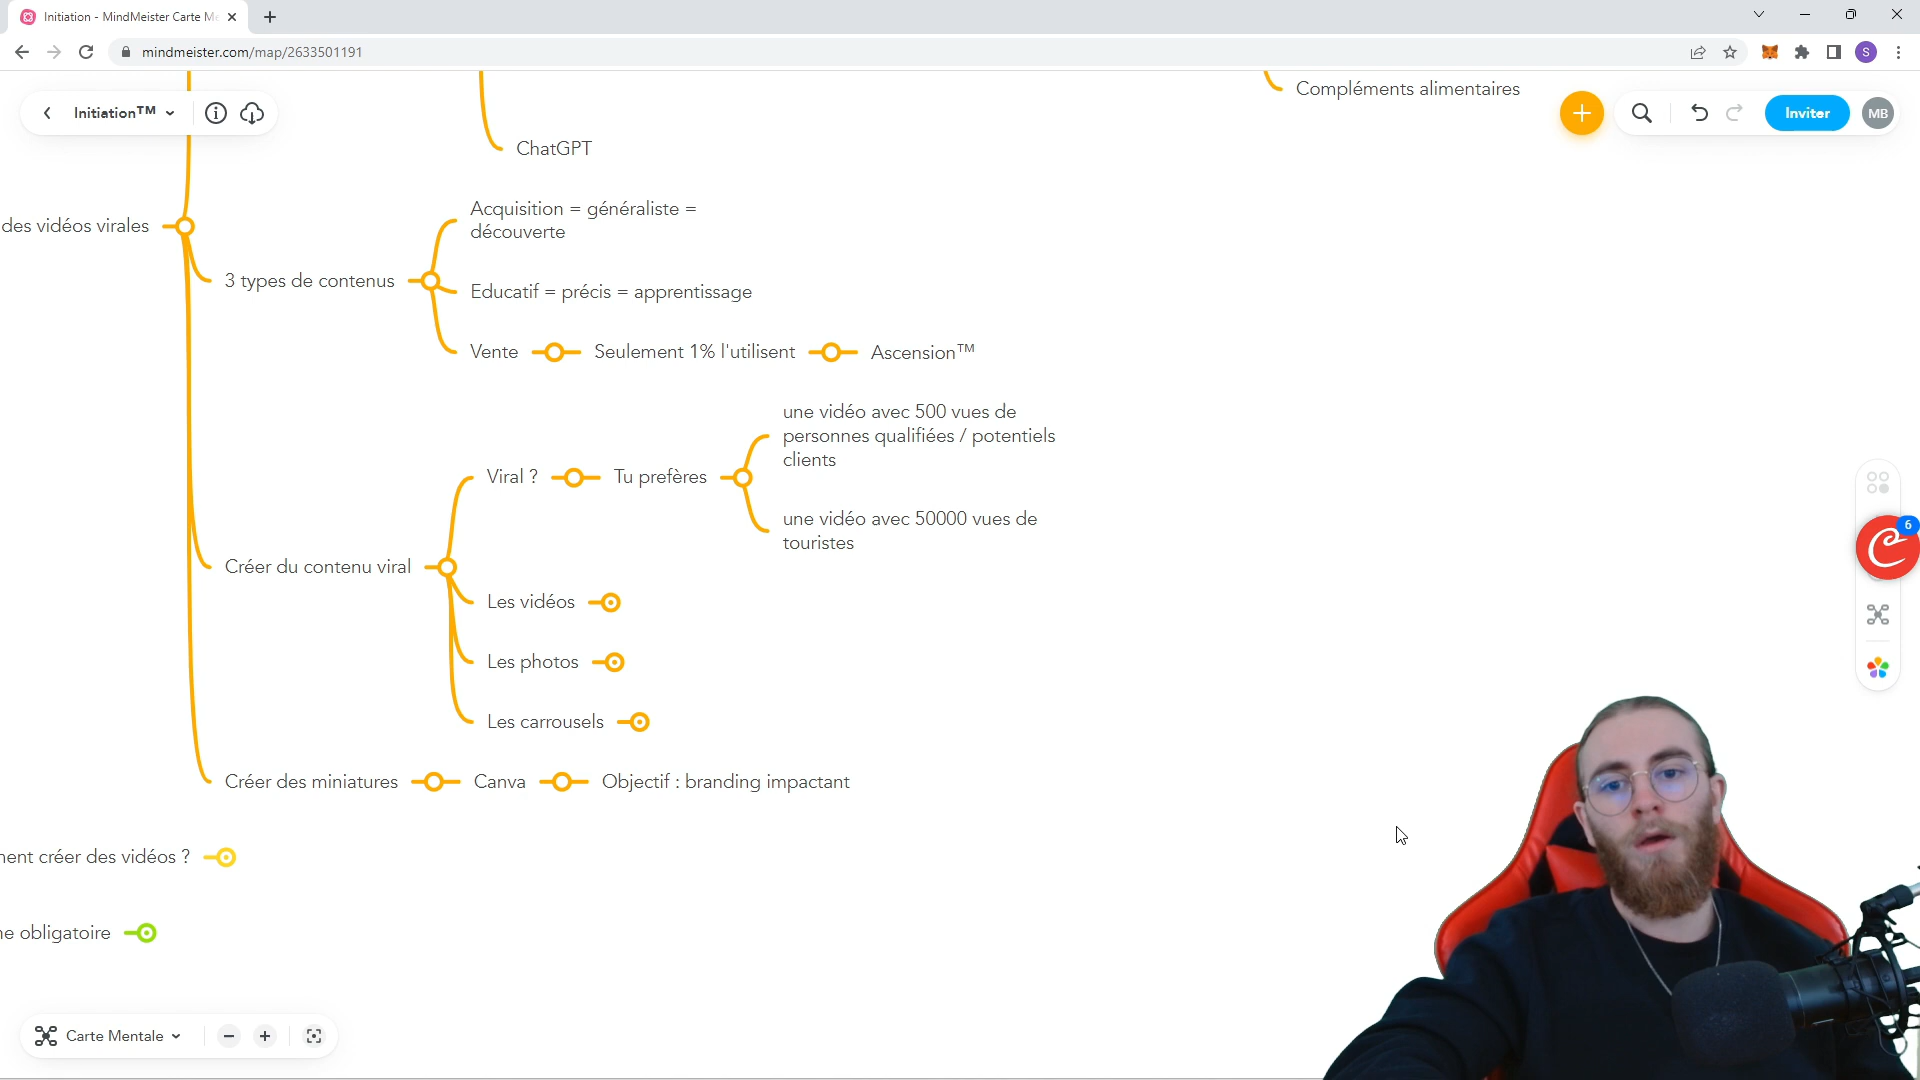 Initiation - MindMeister Carte Me
mindmeister.com/map/2633501191
S
Initiation™
Compléments alimentaires
Inviter
MB
ChatGPT
Acquisition = généraliste =
découverte
des vidéos virales
3 types de contenus
Educatif = précis = apprentissage
Vente
Seulement 1% l'utilisent
Ascension™
une vidéo avec 500 vues de
personnes qualifiées / potentiels
clients
Viral ?
Tu prefères
une vidéo avec 50000 vues de
touristes
6
Créer du contenu viral
Les vidéos
Les photos
Les carrousels
Créer des miniatures
Canva
Objectif : branding impactant
ent créer des vidéos ?
e obligatoire
Carte Mentale